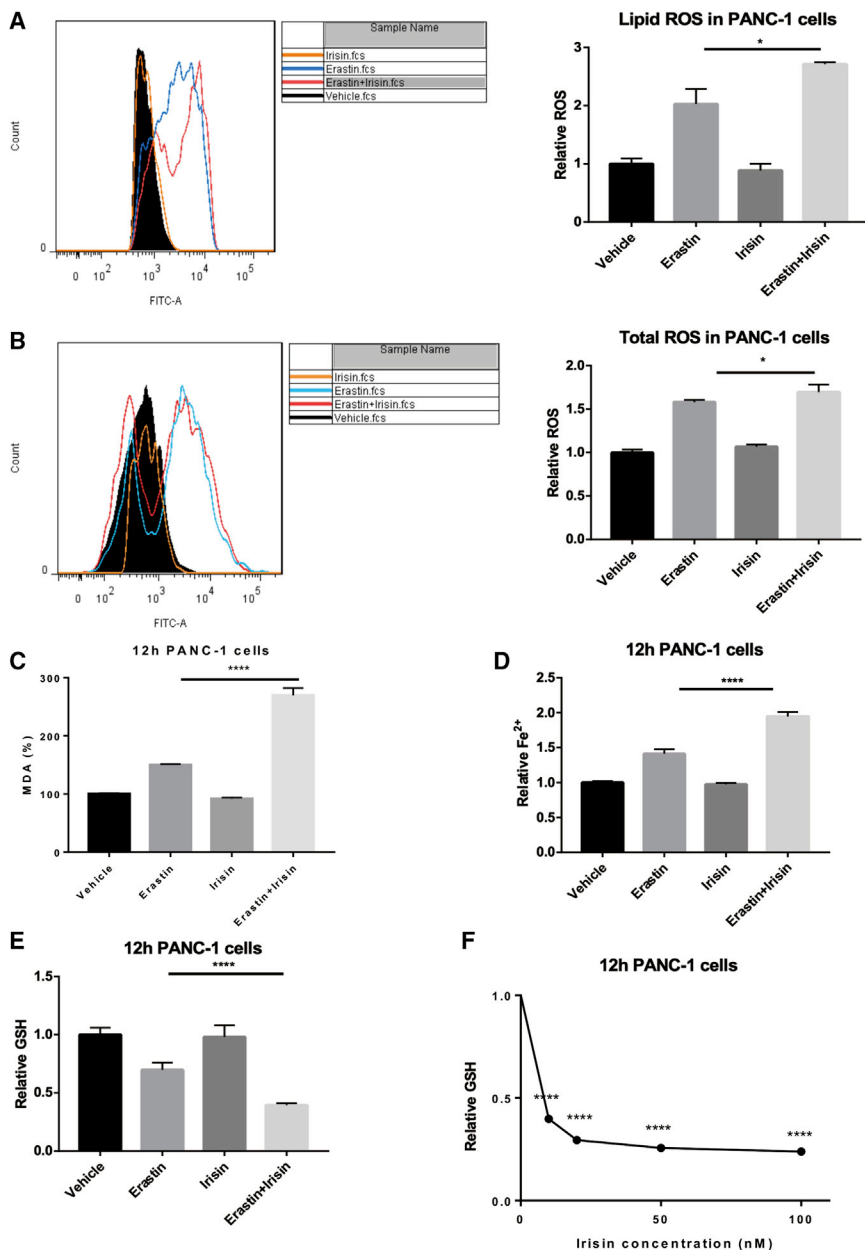 A
Sample Name
Irisin.fcs
Erastin.fcs
Erastin+Irisin.fcs
Vehicle.fcs
Count
0
0 10² 10³ 10⁴ 10⁵
FITC-A
Lipid ROS in PANC-1 cells
*
Relative ROS
3
2
1
0
Vehicle
Erastin
Irisin
Erastin+Irisin
B
Sample Name
Irisin.fcs
Erastin.fcs
Erastin+Irisin.fcs
Vehicle.fcs
Count
0
0 10² 10³ 10⁴ 10⁵
FITC-A
Total ROS in PANC-1 cells
*
Relative ROS
2.0
1.5
1.0
0.5
0.0
Vehicle
Erastin
Irisin
Erastin+Irisin
C
12h PANC-1 cells
****
MDA (%)
300
200
100
0
Vehicle
Erastin
Irisin
Erastin+Irisin
D
12h PANC-1 cells
****
Relative Fe²⁺
2.5
2.0
1.5
1.0
0.5
0.0
Vehicle
Erastin
Irisin
Erastin+Irisin
E
12h PANC-1 cells
****
Relative GSH
1.5
1.0
0.5
0.0
Vehicle
Erastin
Irisin
Erastin+Irisin
F
12h PANC-1 cells
Relative GSH
1.0
0.5
0.0
**** **** **** ****
0 50 100
Irisin concentration (nM)